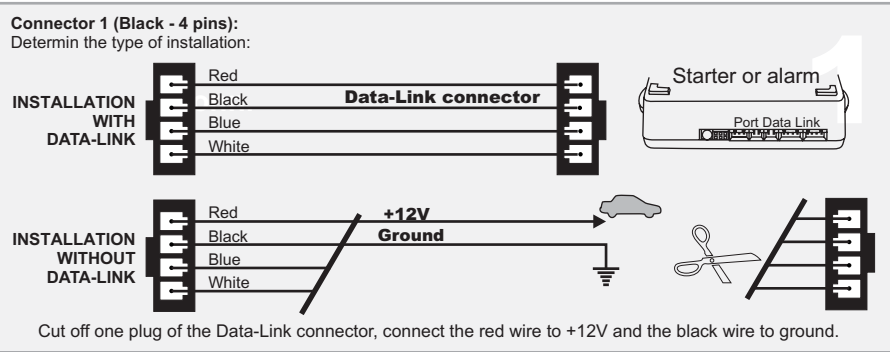 Connector 1 (Black - 4 pins):
Determin the type of installation:
1
Red
Black
Blue
White
Data-Link connector
INSTALLATION
WITH
DATA-LINK
Starter or alarm
Port Data Link
Red
Black
Blue
White
+12V
Ground
INSTALLATION
WITHOUT
DATA-LINK
Cut off one plug of the Data-Link connector, connect the red wire to +12V and the black wire to ground.